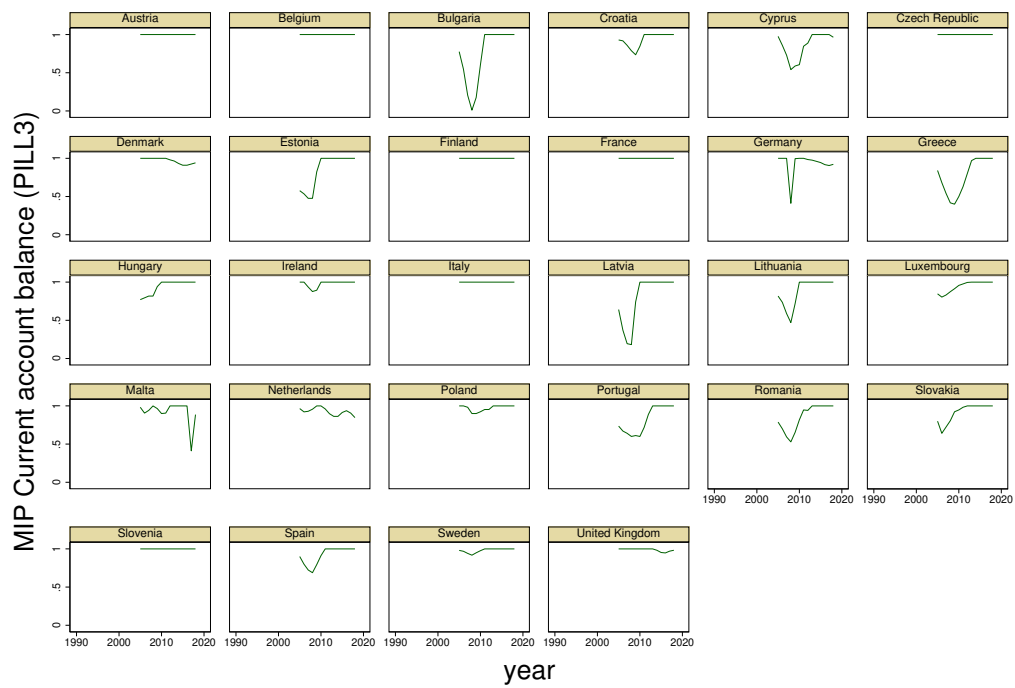 MIP Current account balance (PILL3)
Austria Belgium Bulgaria Croatia Cyprus Czech Republic
1
.5
0
Denmark Estonia Finland France Germany Greece
1
.5
0
Hungary Ireland Italy Latvia Lithuania Luxembourg
1
.5
0
Malta Netherlands Poland Portugal Romania Slovakia
1
.5
0
1990 2000 2010 2020 1990 2000 2010 2020
Slovenia Spain Sweden United Kingdom
1
.5
0
1990 2000 2010 2020 1990 2000 2010 2020 1990 2000 2010 2020 1990 2000 2010 2020
year